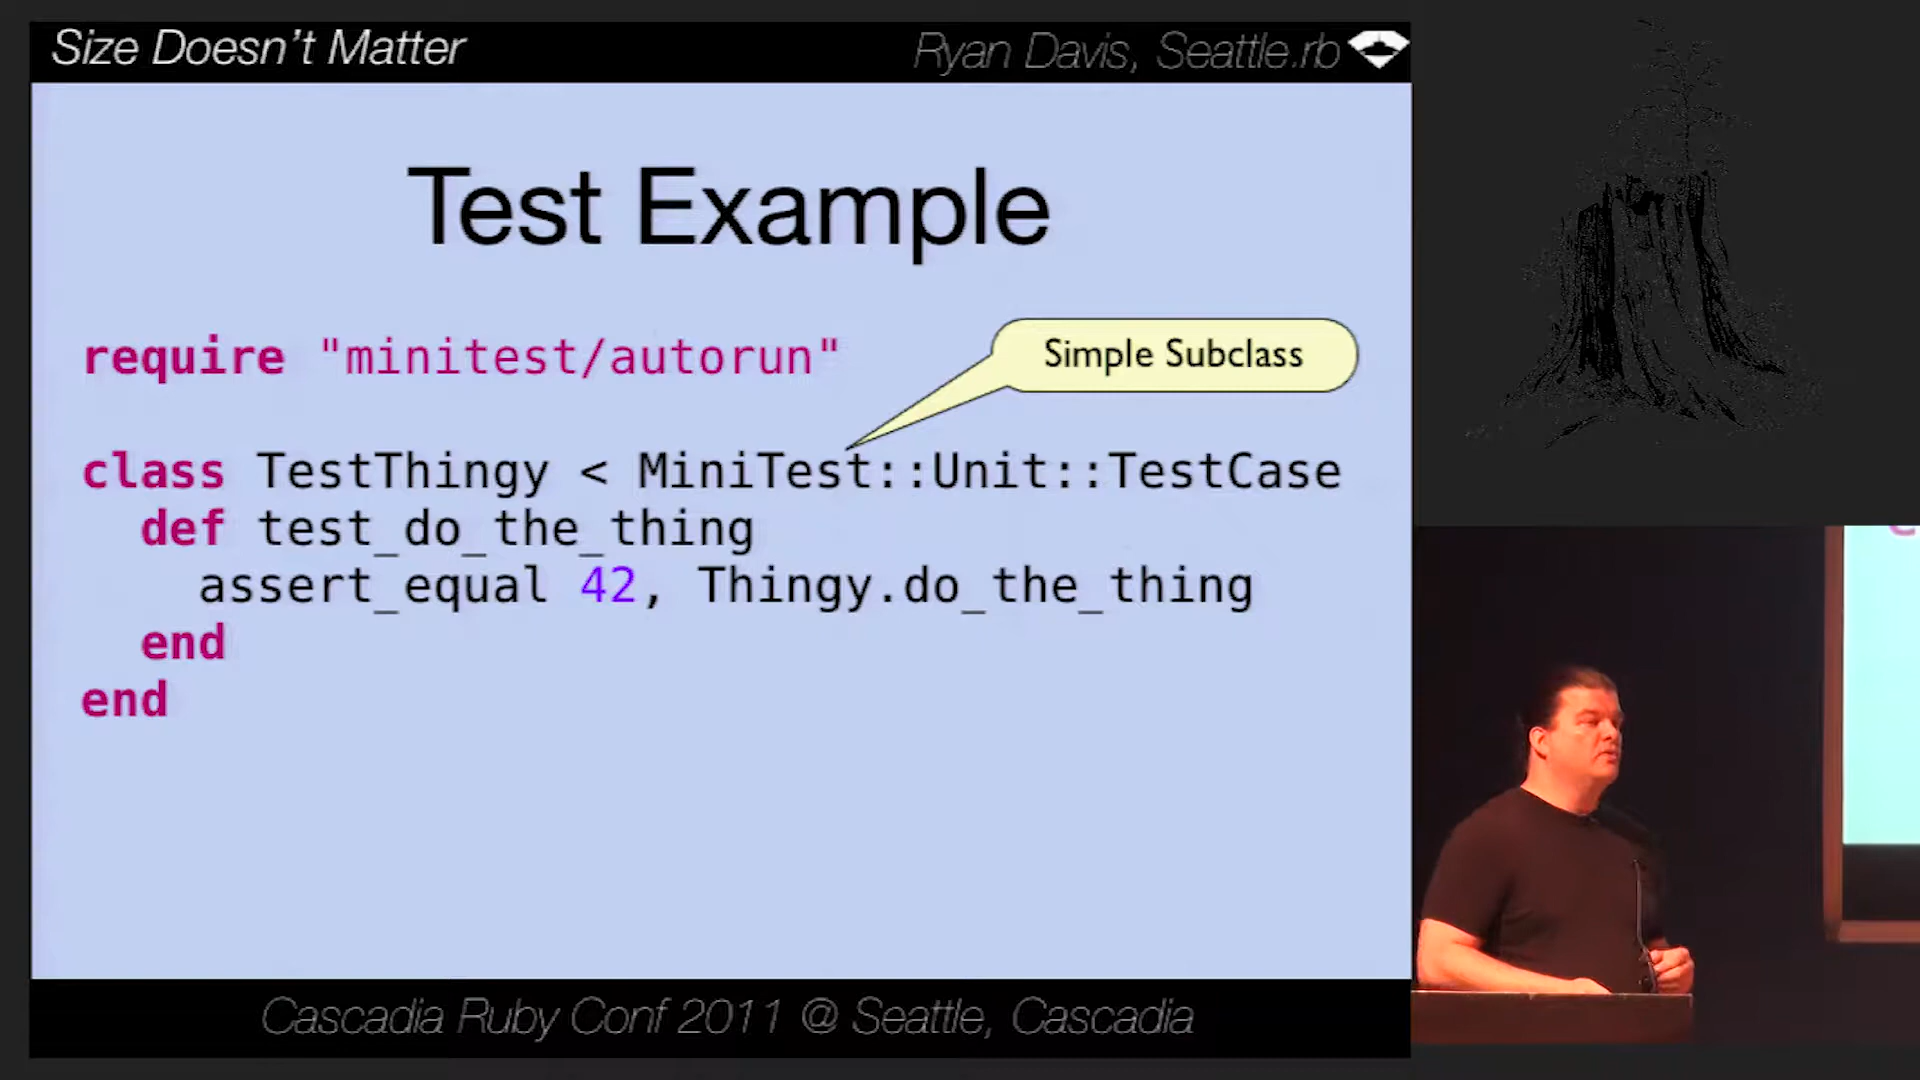 Size Doesn't Matter
Ryan Davis, Seattle.rb
Test Example
require "minitest/autorun"
Simple Subclass
class TestThingy < MiniTest::Unit::TestCase
def test_do_the_thing
assert_equal 42, Thingy.do_the_thing
end
end
Cascadia Ruby Conf 2011 @ Seattle, Cascadia